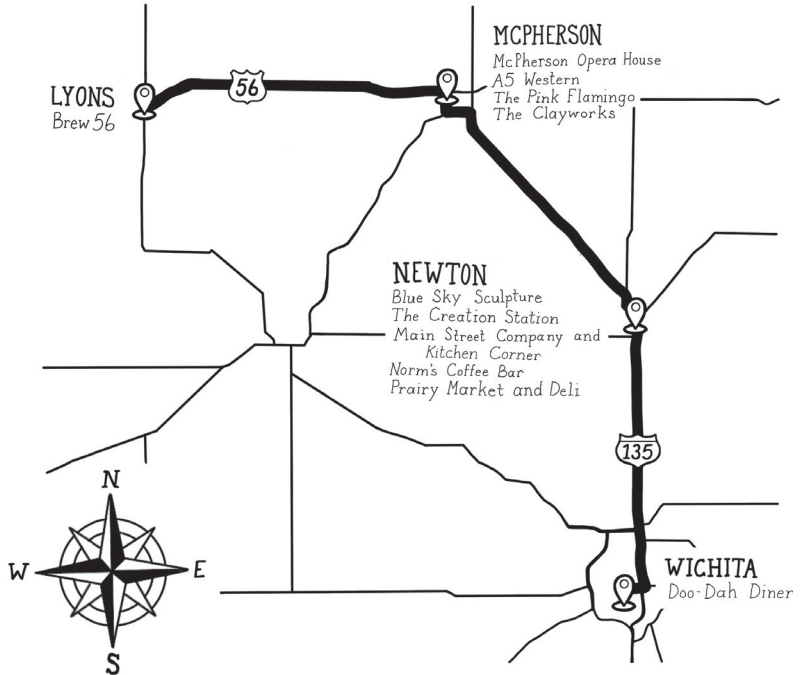 MCPHERSON
McPherson Opera House
A5 Western
The Pink Flamingo
The Clayworks
56
LYONS
Brew 56
NEWTON
Blue Sky Sculpture
The Creation Station
Main Street Company and
Kitchen Corner
Norm's Coffee Bar
Prairy Market and Deli
135
N
W
E
S
WICHITA
Doo-Dah Diner